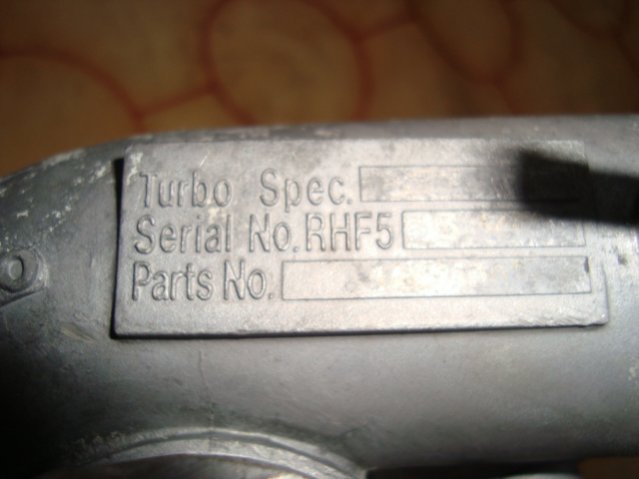 Turbo Spec.
Serial No. RHF5
Parts No.